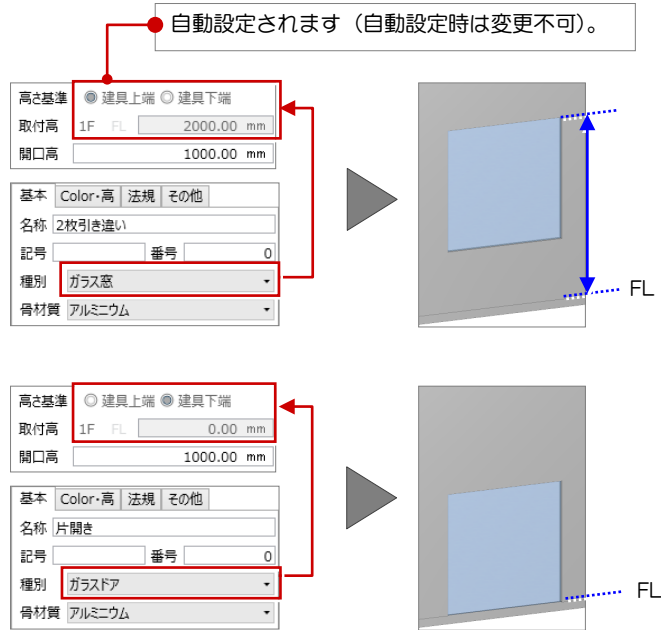 自動設定されます（自動設定時は変更不可）。
高さ基準 建具上端 建具下端
取付高 1F FL 2000.00 mm
開口高 1000.00 mm
基本 Color・高 法規 その他
名称 2枚引き違い
記号 番号 0
種別 ガラス窓
骨材質 アルミニウム
FL
高さ基準 建具上端 建具下端
取付高 1F FL 0.00 mm
開口高 1000.00 mm
基本 Color・高 法規 その他
名称 片開き
記号 番号 0
種別 ガラスドア
骨材質 アルミニウム
FL